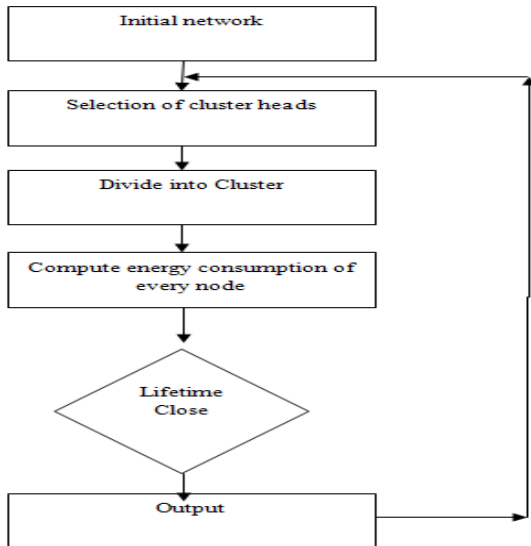 Initial network
Selection of cluster heads
Divide into Cluster
Compute energy consumption of
every node
Lifetime
Close
Output